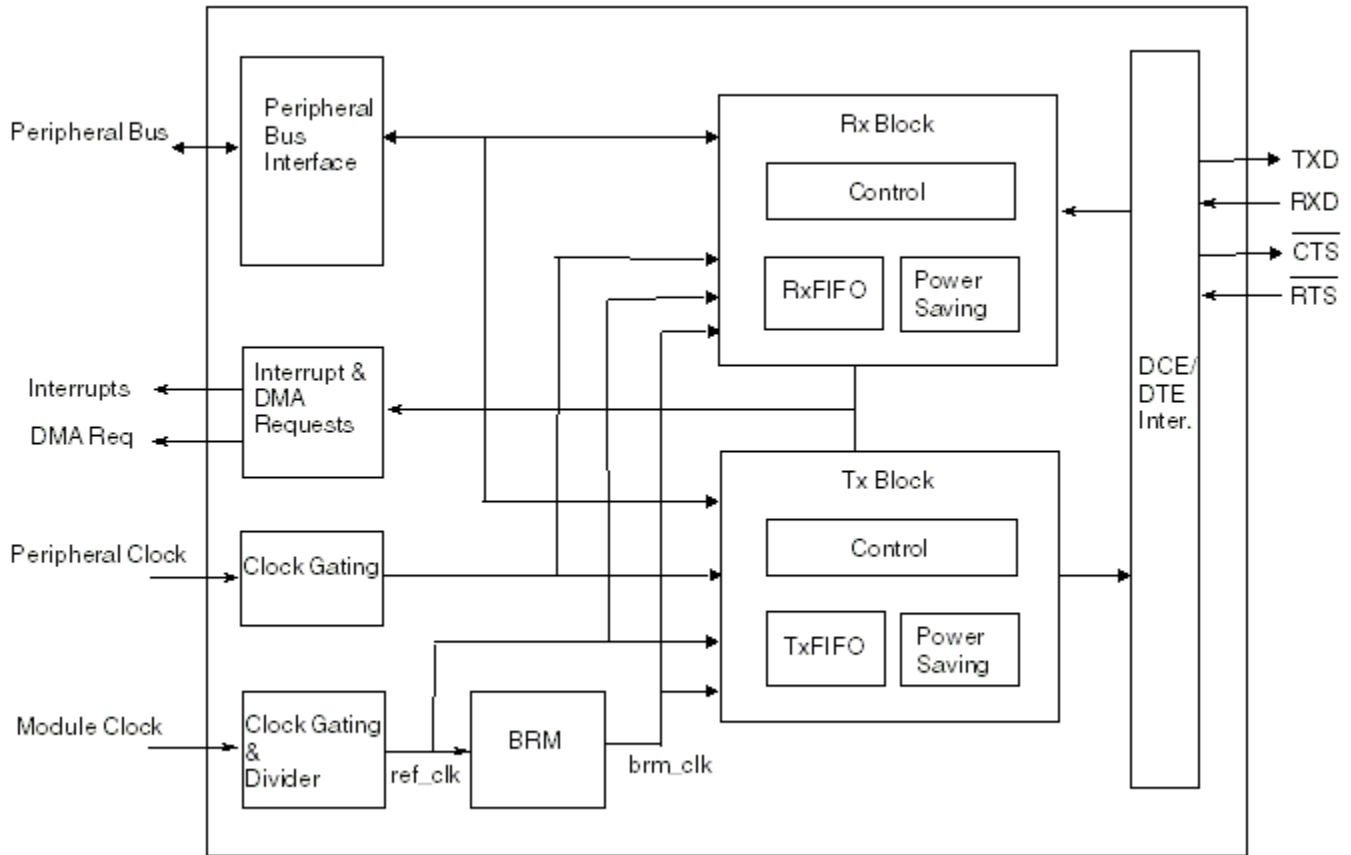 Peripheral Bus
Peripheral
Bus
Interface
Rx Block
Control
RxFIFO
Power
Saving
TXD
RXD
CTS
RTS
DCE/
DTE
Inter.
Interrupts
DMA Req
Interrupt &
DMA
Requests
Tx Block
Control
TxFIFO
Power
Saving
Peripheral Clock
Clock Gating
Module Clock
Clock Gating
&
Divider
ref_clk
BRM
brm_clk